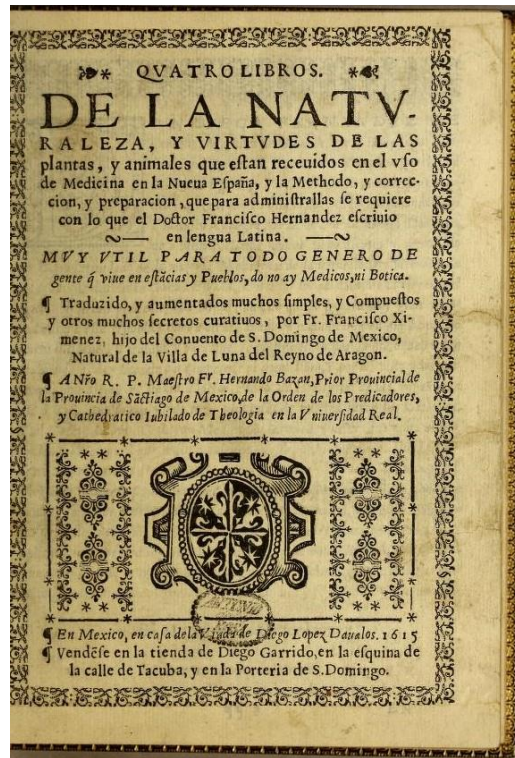 QVATRO LIBROS.
DE LA NATV-
RALEZA, Y VIRTVDES DE LAS
plantas, y animales que eſtan receuidos en el vſo
de Medicina en la Nueua Eſpaña, y la Methodo, y correc-
cion, y preparacion, que para adminiſtrallas ſe requiere
con lo que el Doctor Franciſco Hernandez eſcriuio
en lengua Latina.
MVY VTIL PARA TODO GENERO DE
gente q̃ viue en eſtãcias y Pueblos, do no ay Medicos, ni Botica.
¶ Traduzido, y aumentados muchos ſimples, y Compueſtos
y otros muchos ſecretos curatiuos, por Fr. Franciſco Xi-
menez, hijo del Conuento de S. Domingo de Mexico,
Natural de la Villa de Luna del Reyno de Aragon.
¶ A Nr̃o R. P. Maeſtro Fr. Hernando Bazan, Prior Prouincial de
la Prouincia de Sãctiago de Mexico, de la Orden de los Predicadores,
y Cathedratico Iubilado de Theologia en la Vniuerſidad Real.
¶ En Mexico, en caſa de la Viuda de Diego Lopez Daualos. 1615
¶ Vendeſe en la tienda de Diego Garrido, en la eſquina de
la calle de Tacuba, y en la Porteria de S. Domingo.